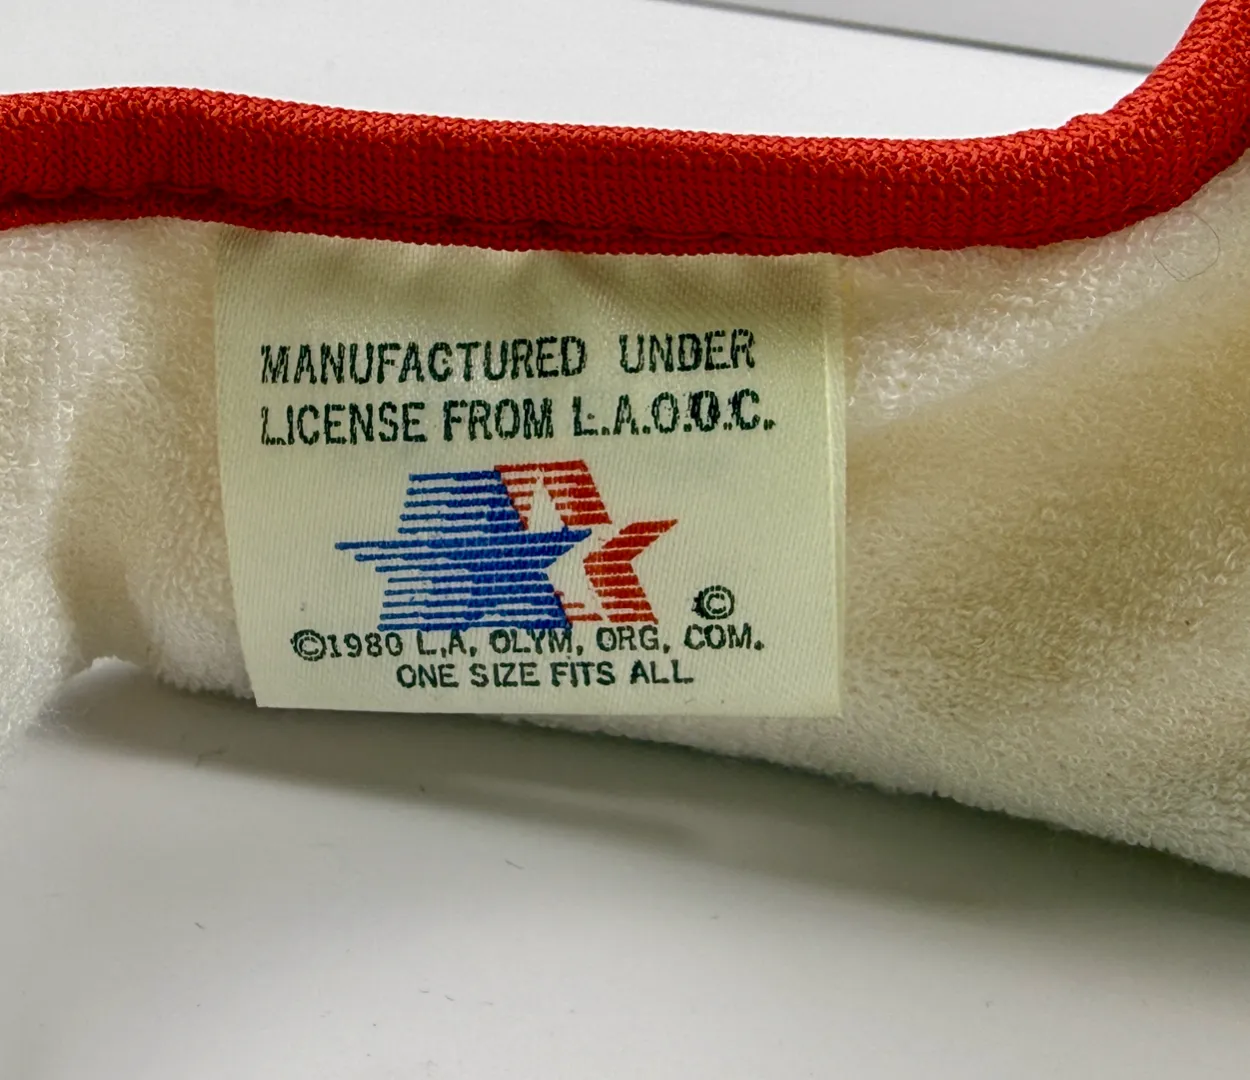 MANUFACTURED UNDER
LICENSE FROM L.A.O.O.C.
©
©1980 L.A. OLYM. ORG. COM.
ONE SIZE FITS ALL